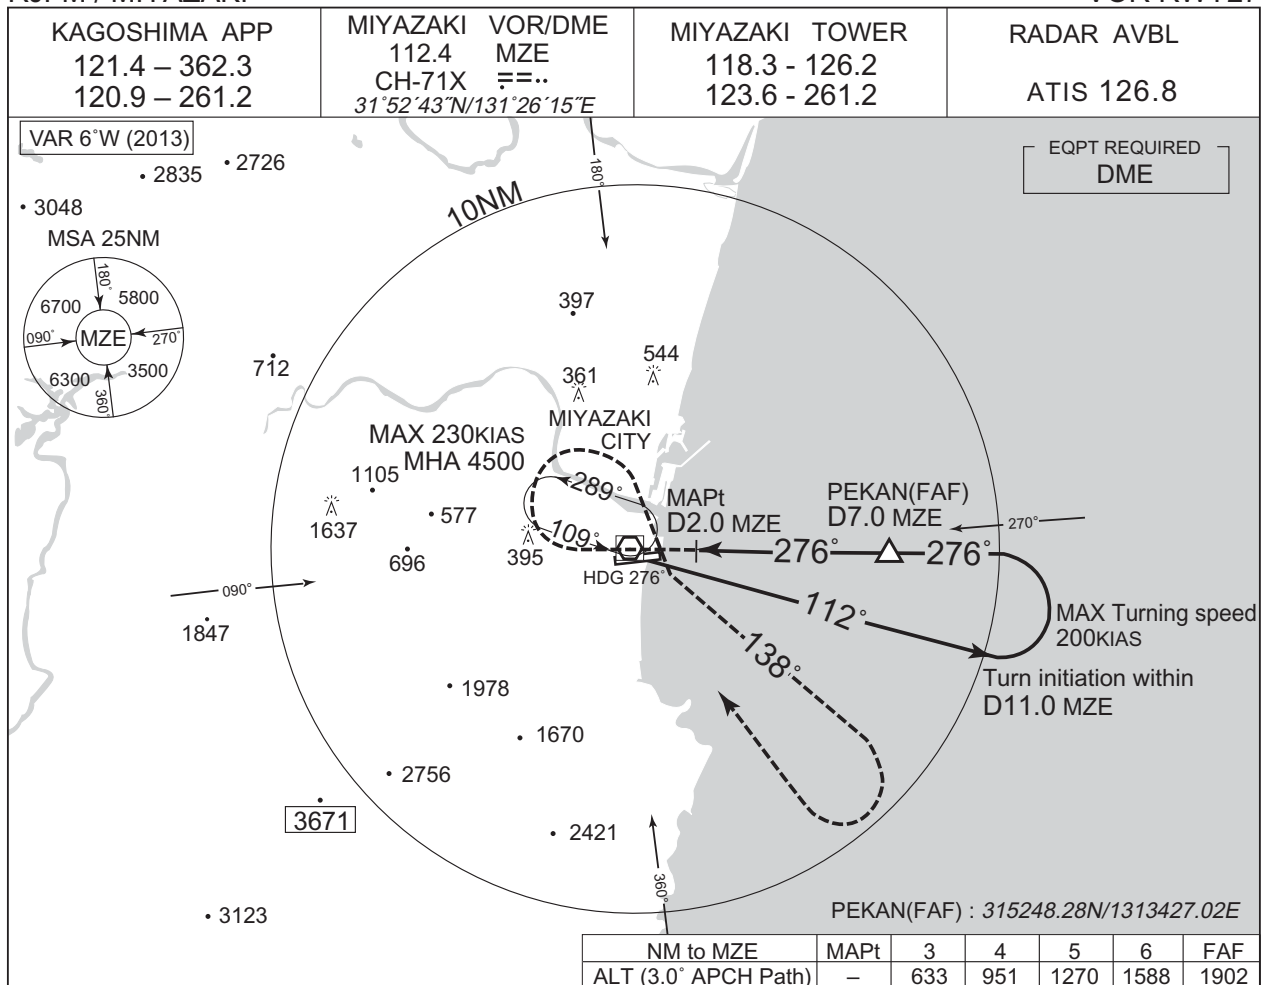 KAGOSHIMA APP
121.4 – 362.3
120.9 – 261.2
MIYAZAKI VOR/DME
112.4 MZE
CH-71X
31˚52´43˝N/131˚26´15˝E
MIYAZAKI TOWER
118.3 - 126.2
123.6 - 261.2
RADAR AVBL
ATIS 126.8
VAR 6˚W (2013)
EQPT REQUIRED
DME
2726
2835
3048
MSA 25NM
180˚
6700
5800
090˚
MZE
270˚
6300
3500
360˚
10NM
180˚
397
712
544
361
MIYAZAKI
CITY
MAX 230KIAS
MHA 4500
1105
289˚
1637
577
109˚
696
395
MAPt
D2.0 MZE
PEKAN(FAF)
D7.0 MZE
270˚
276˚
276˚
HDG 276˚
090˚
112˚
MAX Turning speed
200KIAS
1847
138˚
Turn initiation within
D11.0 MZE
1978
1670
2756
3671
2421
360˚
3123
PEKAN(FAF) : 315248.28N/1313427.02E
NM to MZE MAPt 3 4 5 6 FAF
ALT (3.0˚ APCH Path) – 633 951 1270 1588 1902